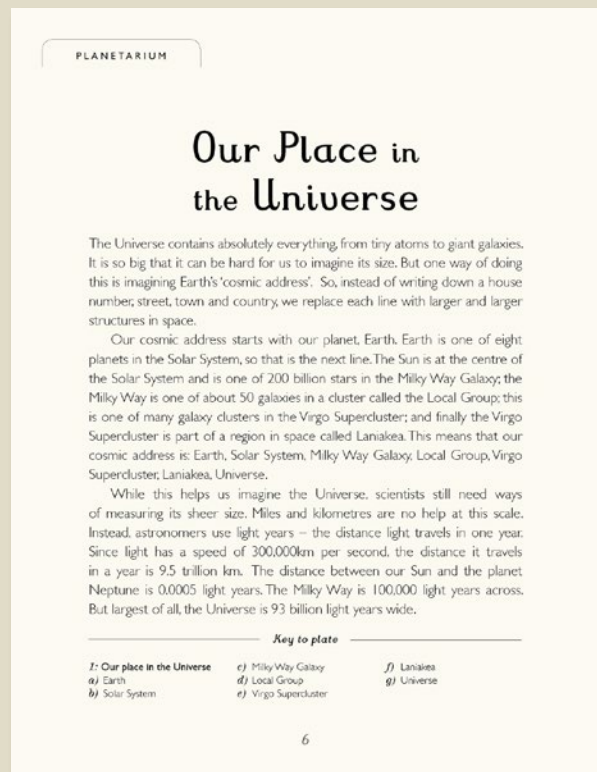 PLANETARIUM
Our Place in
the Universe
The Universe contains absolutely everything, from tiny atoms to giant galaxies.
It is so big that it can be hard for us to imagine its size. But one way of doing
this is imagining Earth's 'cosmic address'. So, instead of writing down a house
number, street, town and country, we replace each line with larger and larger
structures in space.
Our cosmic address starts with our planet, Earth. Earth is one of eight
planets in the Solar System, so that is the next line. The Sun is at the centre of
the Solar System and is one of 200 billion stars in the Milky Way Galaxy; the
Milky Way is one of about 50 galaxies in a cluster called the Local Group; this
is one of many galaxy clusters in the Virgo Supercluster; and finally the Virgo
Supercluster is part of a region in space called Laniakea. This means that our
cosmic address is: Earth, Solar System, Milky Way Galaxy, Local Group, Virgo
Supercluster, Laniakea, Universe.
While this helps us imagine the Universe, scientists still need ways
of measuring its sheer size. Miles and kilometres are no help at this scale.
Instead, astronomers use light years – the distance light travels in one year.
Since light has a speed of 300,000km per second, the distance it travels
in a year is 9.5 trillion km. The distance between our Sun and the planet
Neptune is 0.0005 light years. The Milky Way is 100,000 light years across.
But largest of all, the Universe is 93 billion light years wide.
Key to plate
1: Our place in the Universe
a) Earth
b) Solar System
c) Milky Way Galaxy
d) Local Group
e) Virgo Supercluster
f) Laniakea
g) Universe
6